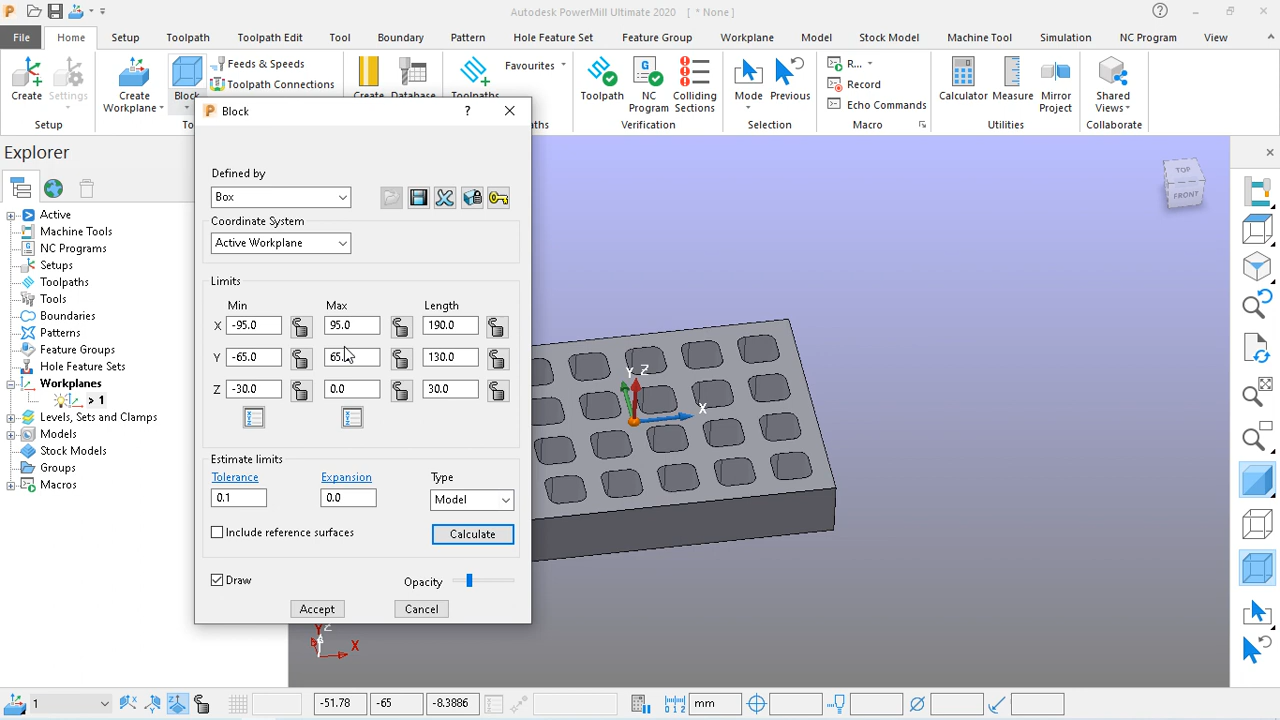 Autodesk PowerMill Ultimate 2020 [ * None ]
File Home Setup Toolpath Toolpath Edit Tool Boundary Pattern Hole Feature Set Feature Group Workplane Model Stock Model Machine Tool Simulation NC Program View
Create Settings
Create Workplane
Block
Feeds & Speeds
Toolpath Connections
Create Database
Toolpaths
Favourites
Toolpath
NC Program
Colliding Sections
Mode Previous
R...
Record
Echo Commands
Calculator Measure
Mirror Project
Shared Views
Setup Verification Selection Macro Utilities Collaborate
Explorer
Active
Machine Tools
NC Programs
Setups
Toolpaths
Tools
Boundaries
Patterns
Feature Groups
Hole Feature Sets
Workplanes
> 1
Levels, Sets and Clamps
Models
Stock Models
Groups
Macros
Block
?
Defined by
Box
Coordinate System
Active Workplane
Limits
Min Max Length
X -95.0 95.0 190.0
Y -65.0 65. 130.0
Z -30.0 0.0 30.0
Estimate limits
Tolerance Expansion Type
0.1 0.0 Model
Include reference surfaces
Calculate
Draw
Opacity
Accept Cancel
TOP
FRONT
Y Z
X
Y Z
X
1
-51.78 -65 -8.3886
mm